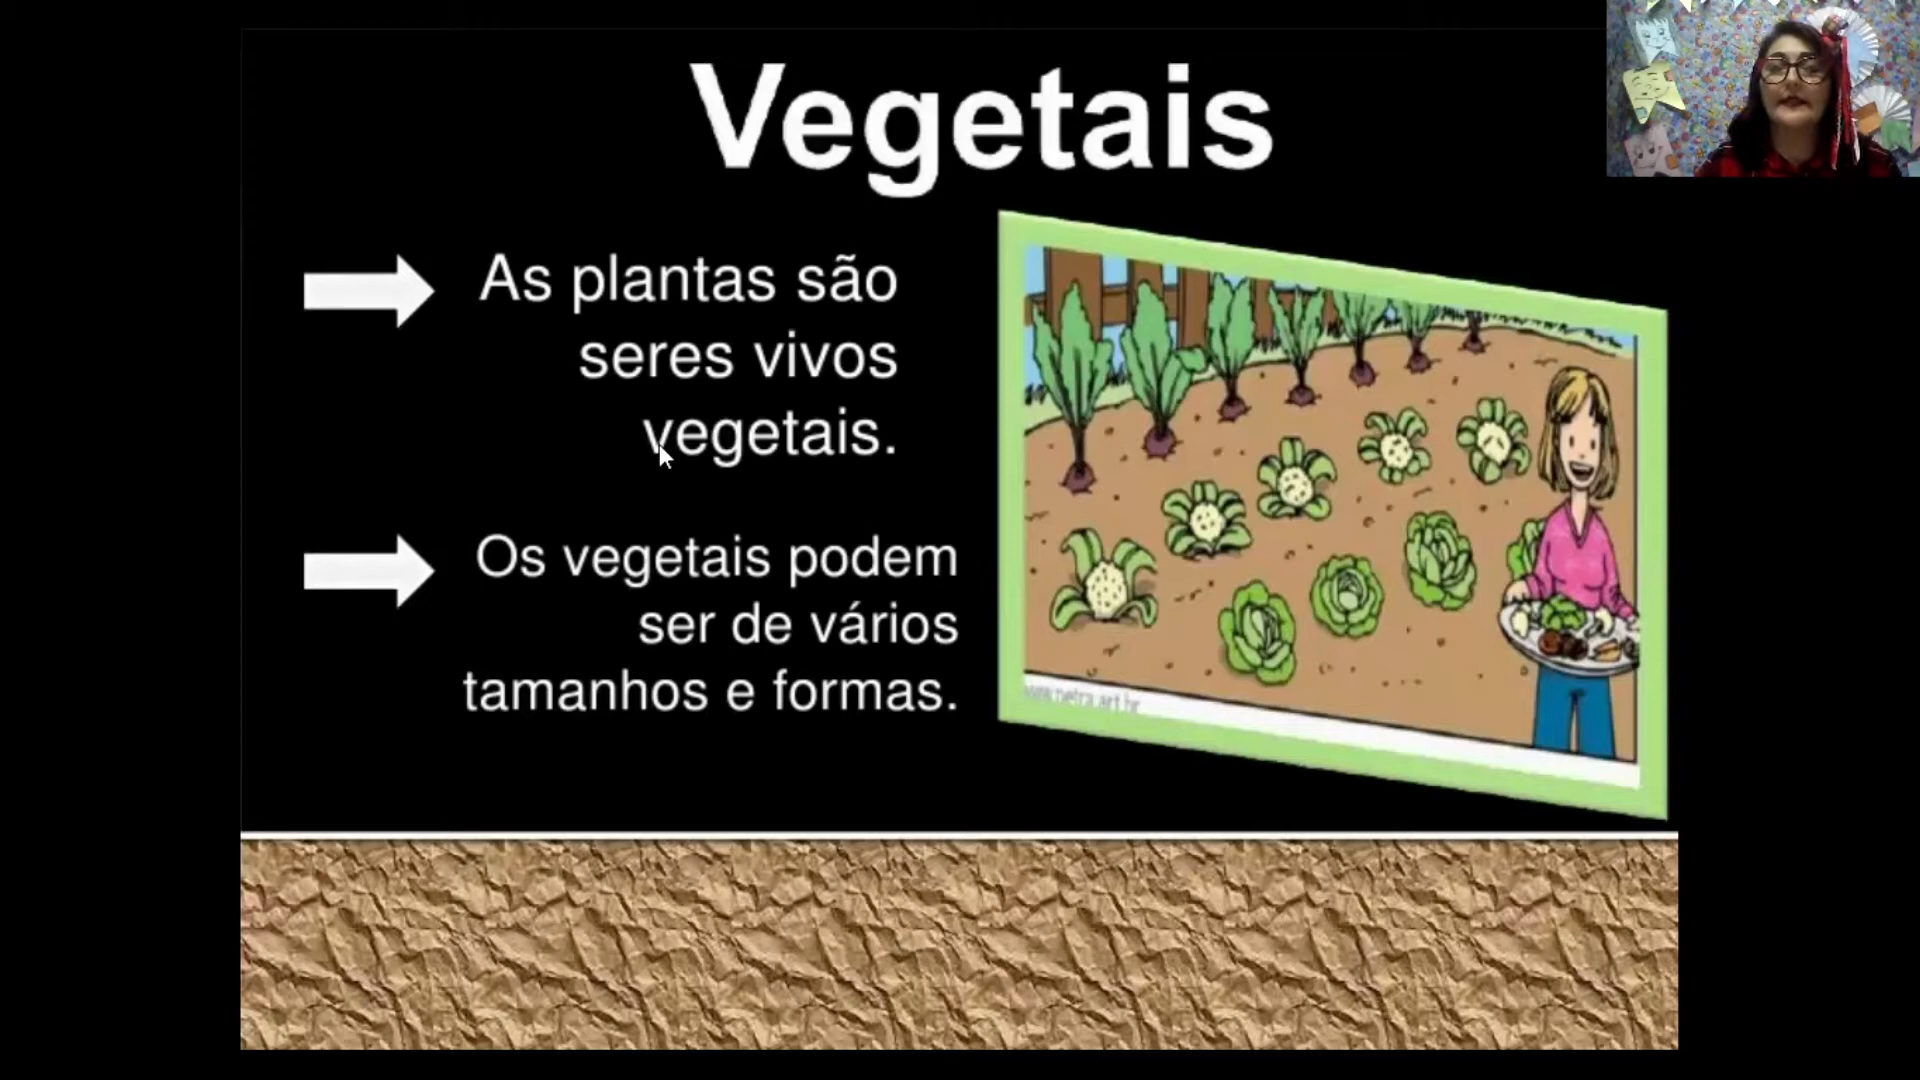 Vegetais
As plantas são
seres vivos
vegetais.
Os vegetais podem
ser de vários
tamanhos e formas.